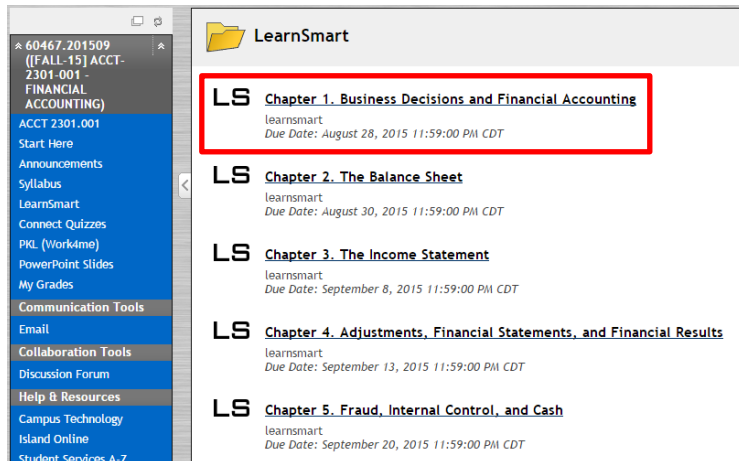 60467.201509
([FALL-15] ACCT-
2301-001 -
FINANCIAL
ACCOUNTING)
ACCT 2301.001
Start Here
Announcements
Syllabus
LearnSmart
Connect Quizzes
PKL (Work4me)
PowerPoint Slides
My Grades
Communication Tools
Email
Collaboration Tools
Discussion Forum
Help & Resources
Campus Technology
Island Online
Student Services A-Z
LearnSmart
LS Chapter 1. Business Decisions and Financial Accounting
learnsmart
Due Date: August 28, 2015 11:59:00 PM CDT
LS Chapter 2. The Balance Sheet
learnsmart
Due Date: August 30, 2015 11:59:00 PM CDT
LS Chapter 3. The Income Statement
learnsmart
Due Date: September 8, 2015 11:59:00 PM CDT
LS Chapter 4. Adjustments, Financial Statements, and Financial Results
learnsmart
Due Date: September 13, 2015 11:59:00 PM CDT
LS Chapter 5. Fraud, Internal Control, and Cash
learnsmart
Due Date: September 20, 2015 11:59:00 PM CDT